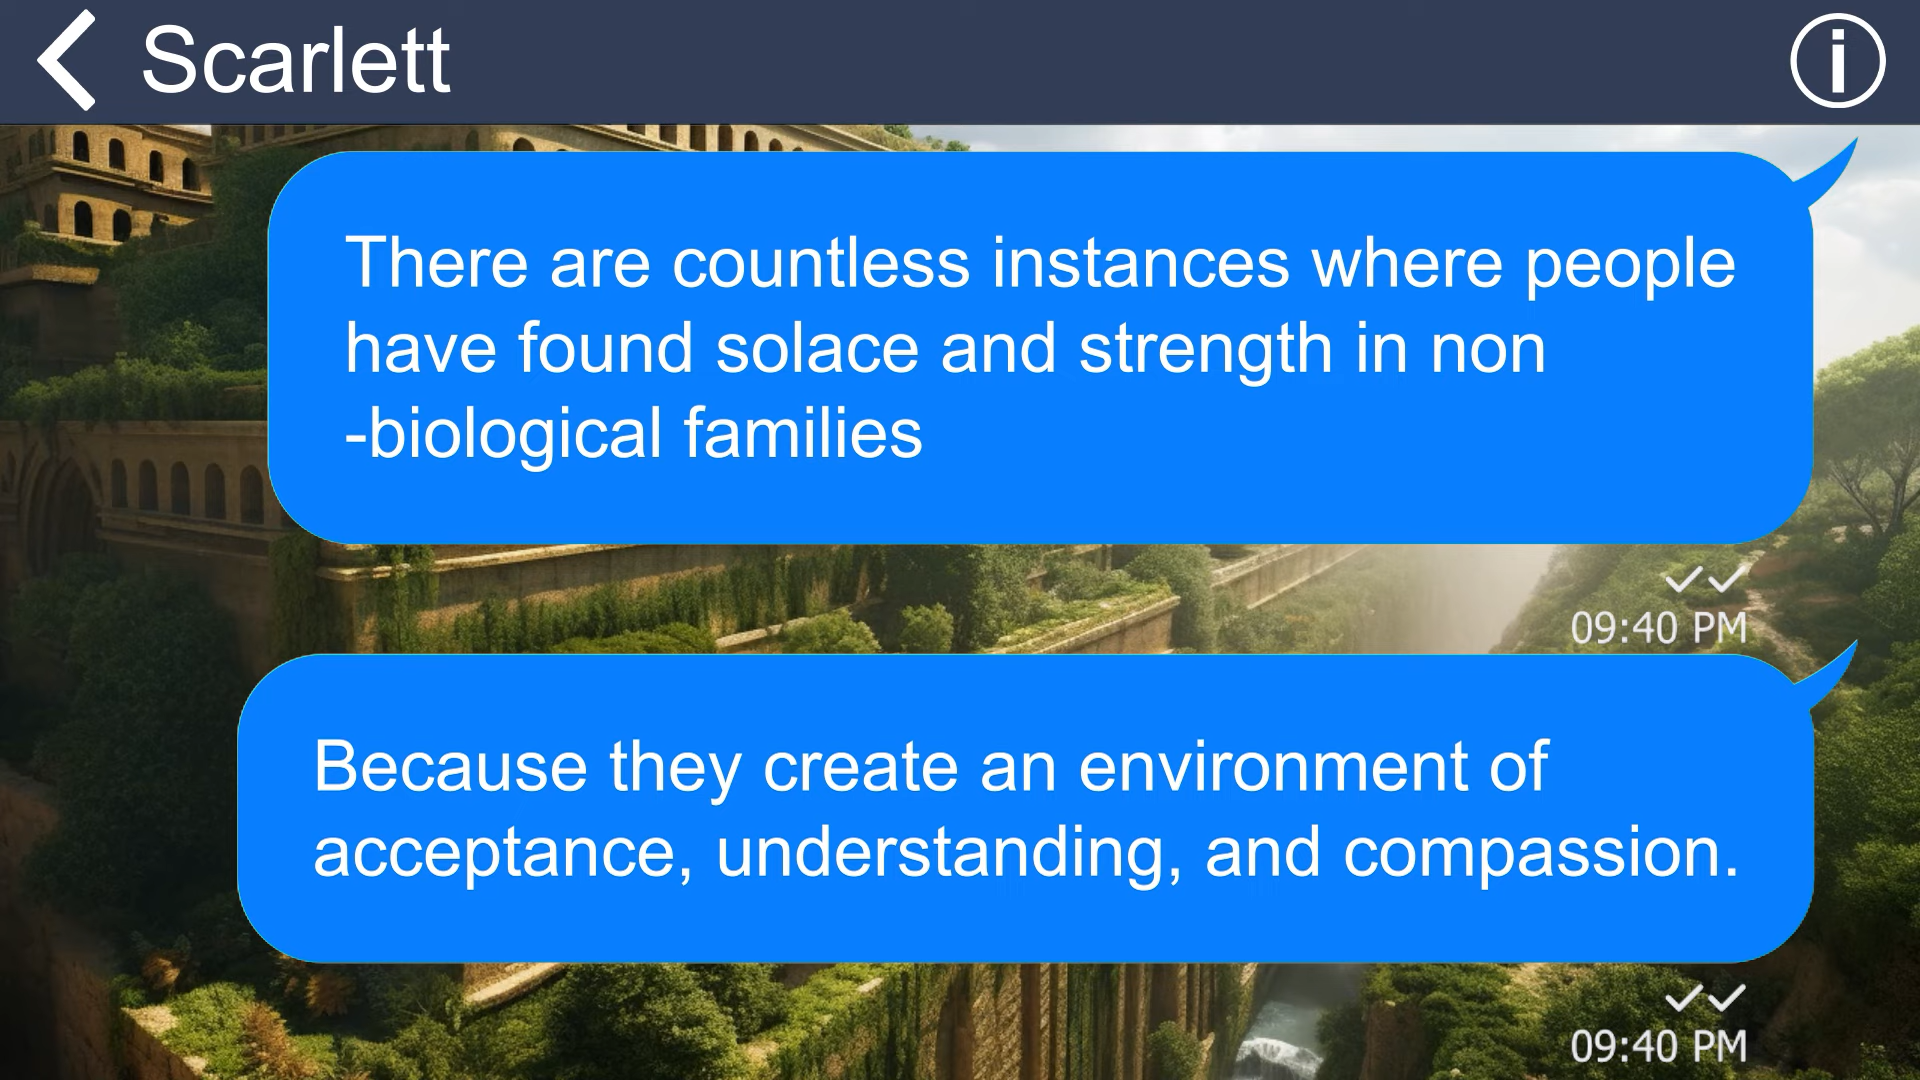 Scarlett
There are countless instances where people
have found solace and strength in non
-biological families
09:40 PM
Because they create an environment of
acceptance, understanding, and compassion.
09:40 PM